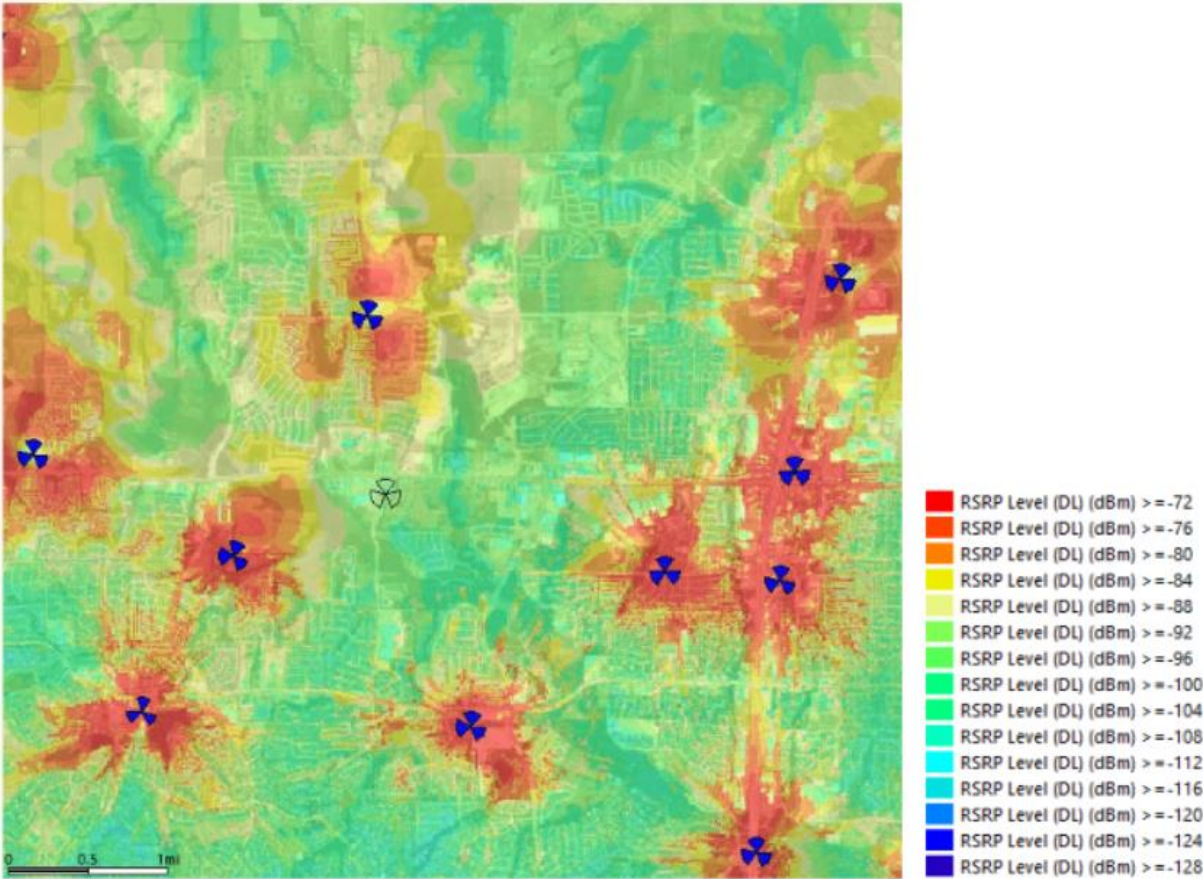 RSRP Level (DL) (dBm) >=-72
RSRP Level (DL) (dBm) >=-76
RSRP Level (DL) (dBm) >=-80
RSRP Level (DL) (dBm) >=-84
RSRP Level (DL) (dBm) >=-88
RSRP Level (DL) (dBm) >=-92
RSRP Level (DL) (dBm) >=-96
RSRP Level (DL) (dBm) >=-100
RSRP Level (DL) (dBm) >=-104
RSRP Level (DL) (dBm) >=-108
RSRP Level (DL) (dBm) >=-112
RSRP Level (DL) (dBm) >=-116
RSRP Level (DL) (dBm) >=-120
RSRP Level (DL) (dBm) >=-124
RSRP Level (DL) (dBm) >=-128
0 0.5 1mi